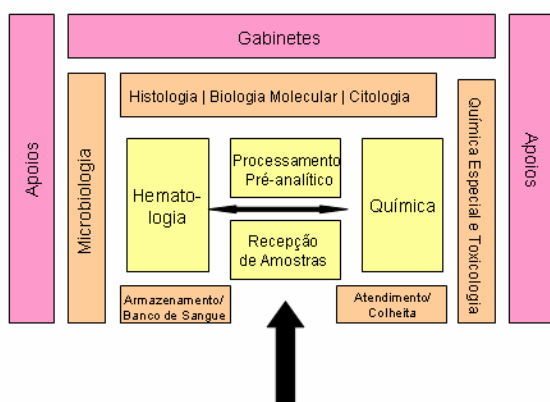 Gabinetes
Apoios
Microbiologia
Histologia | Biologia Molecular | Citologia
Química Especial e Toxicologia
Apoios
Hemato-
logia
Processamento
Pré-analítico
Química
Recepção
de Amostras
Armazenamento/
Banco de Sangue
Atendimento/
Colheita